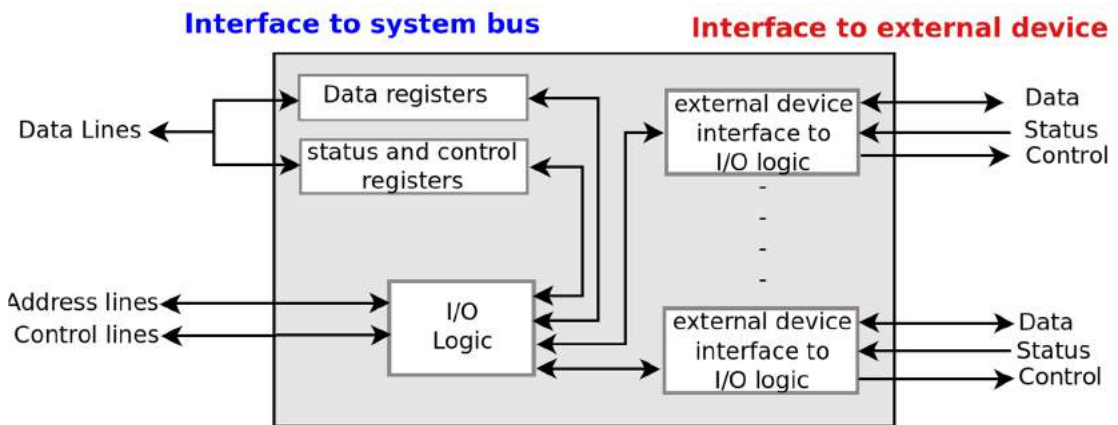 Interface to system bus
Interface to external device
Data registers
external device
interface to
I/O logic
Data
Status
Control
Data Lines
status and control
registers
-
-
-
-
Address lines
Control lines
I/O
Logic
external device
interface to
I/O logic
Data
Status
Control